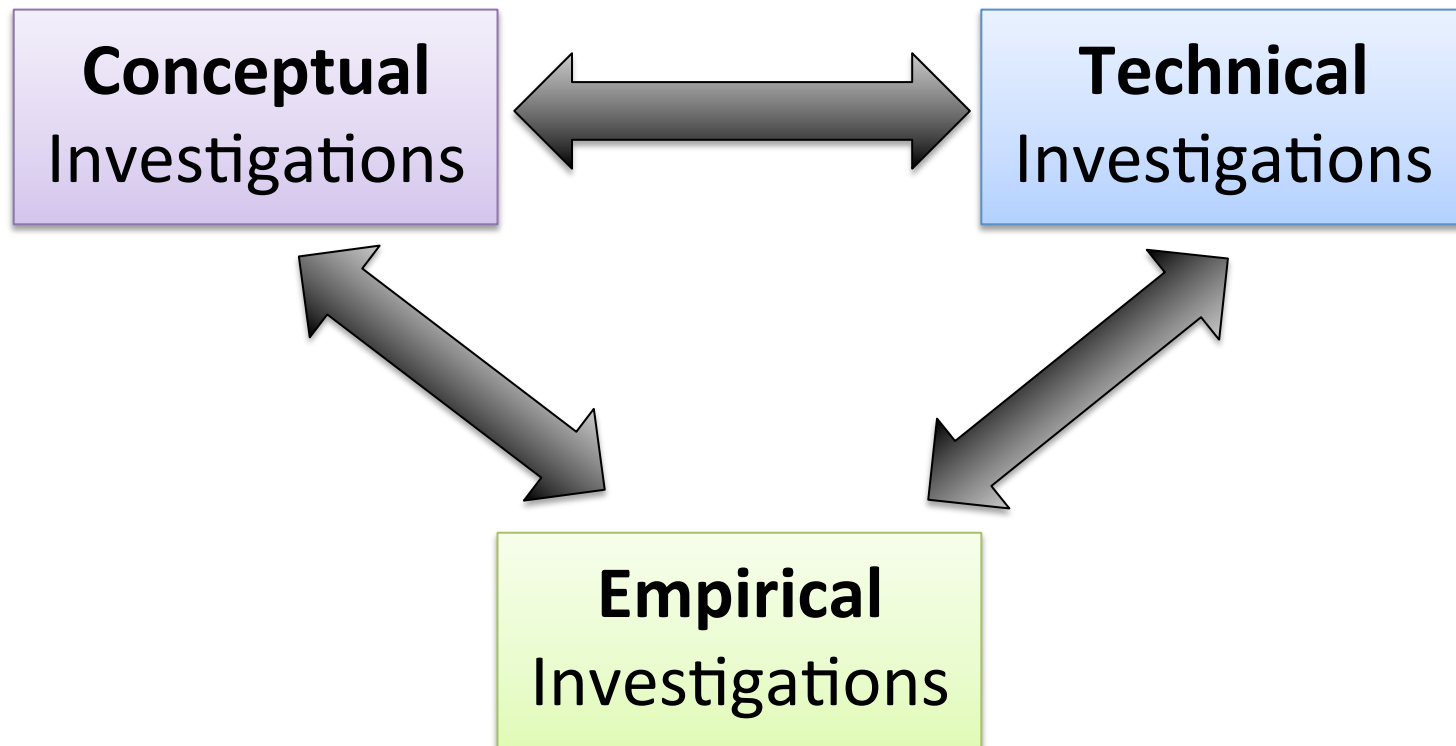 Conceptual
Investigations
Technical
Investigations
Empirical
Investigations